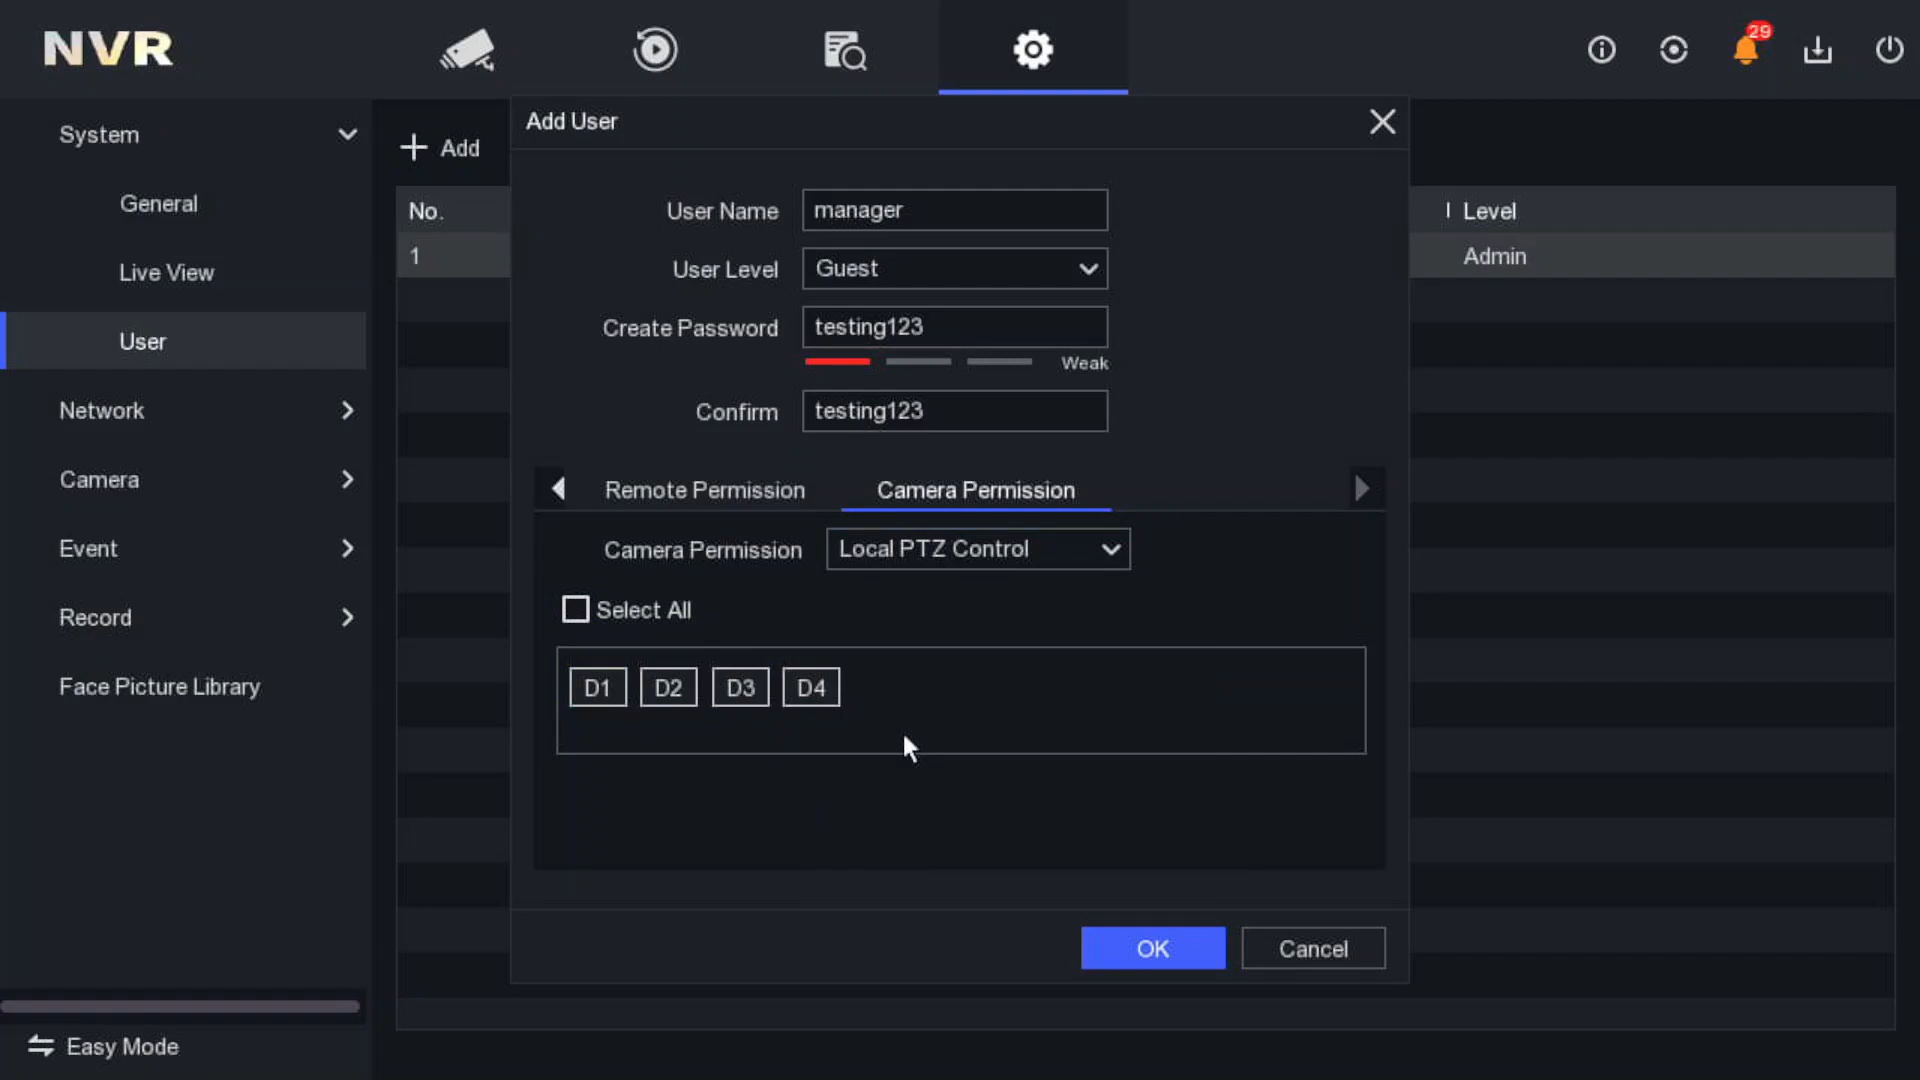 NVR
29
System
General
Live View
User
Network
Camera
Event
Record
Face Picture Library
Easy Mode
Add
No.
Level
1
Admin
Add User
User Name manager
User Level Guest
Create Password testing123
Weak
Confirm testing123
Remote Permission Camera Permission
Camera Permission Local PTZ Control
Select All
D1 D2 D3 D4
OK Cancel